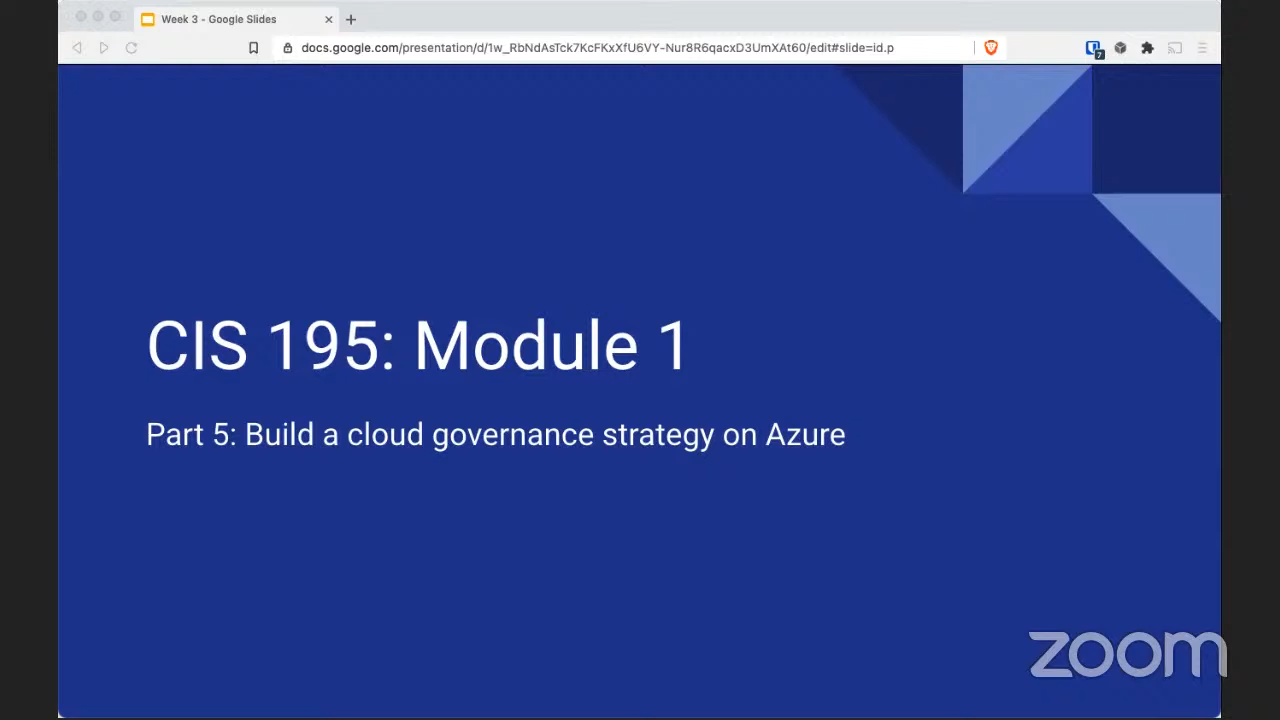 Week 3 - Google Slides
docs.google.com/presentation/d/1w_RbNdAsTck7KcFKxXfU6VY-Nur8R6qacxD3UmXAt60/edit#slide=id.p
7
CIS 195: Module 1
Part 5: Build a cloud governance strategy on Azure
zoom